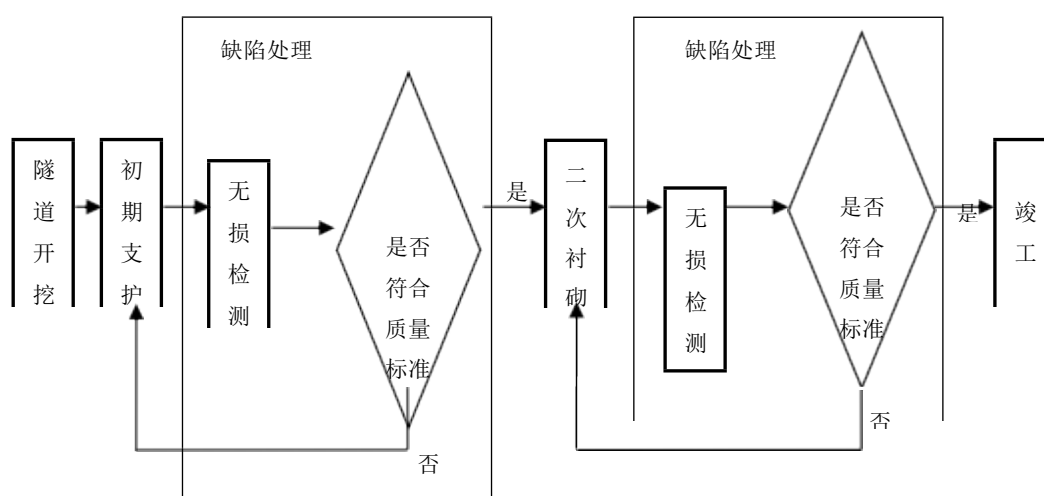 缺陷处理
缺陷处理
隧道开挖
初期支护
无损检测
是否
符合
质量
标准
是
否
二次衬砌
无损检测
是否
符合
质量
标准
是
否
竣工